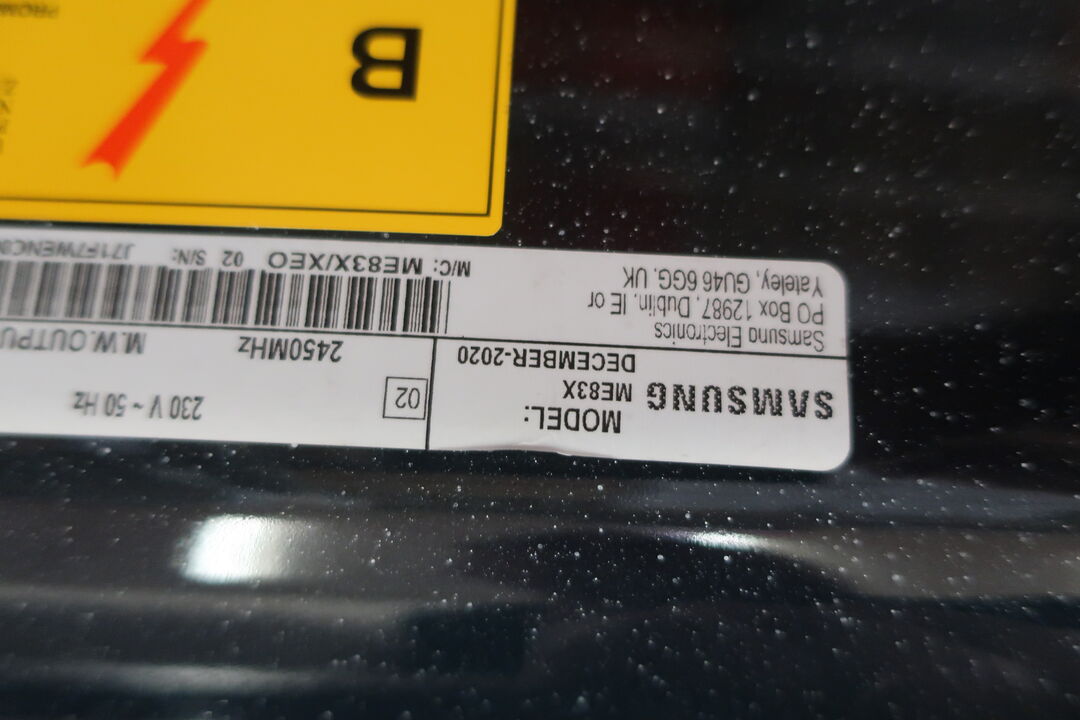 SAMSUNG
MODEL:
ME83X
DECEMBER-2020
02
230 V ~ 50 Hz
2450MHz
M.W.OUTPU
Samsung Electronics
PO Box 12987, Dublin. IE or
Yateley, GU46 6GG. UK
M/C: ME83X/XEO 02 S/N: J71F7WENC0
B